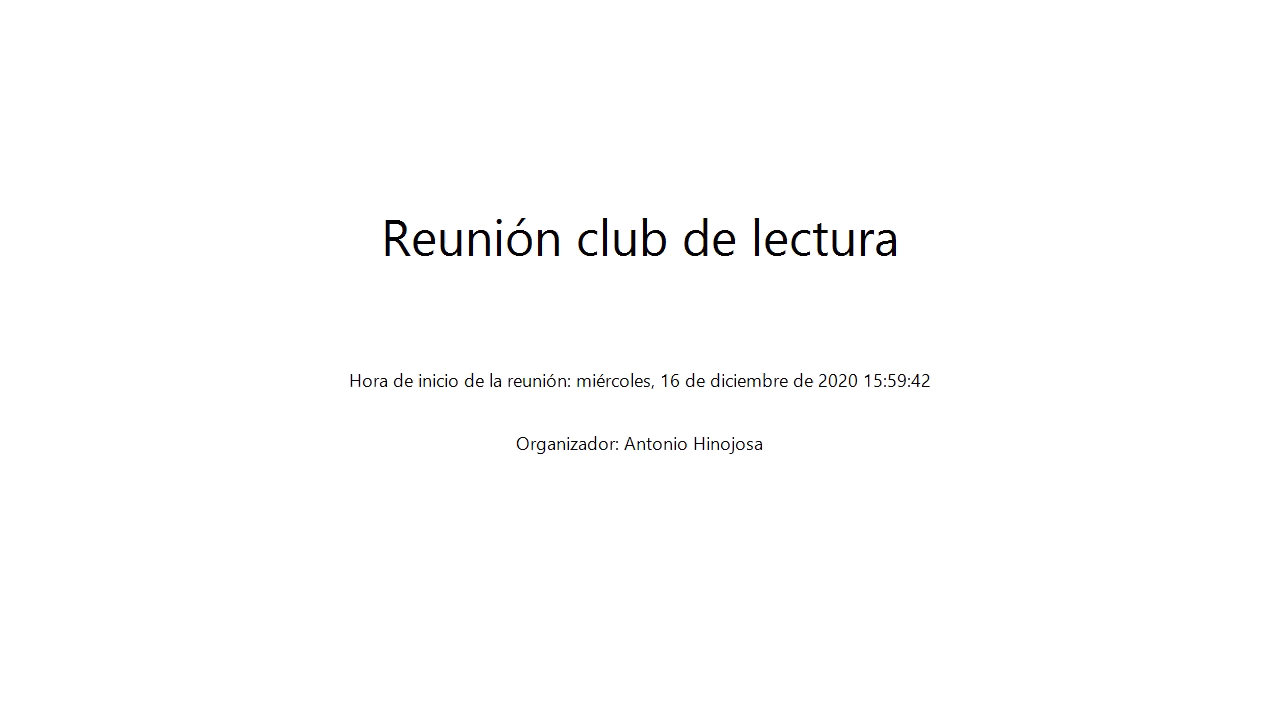 Reunión club de lectura
Hora de inicio de la reunión: miércoles, 16 de diciembre de 2020 15:59:42
Organizador: Antonio Hinojosa